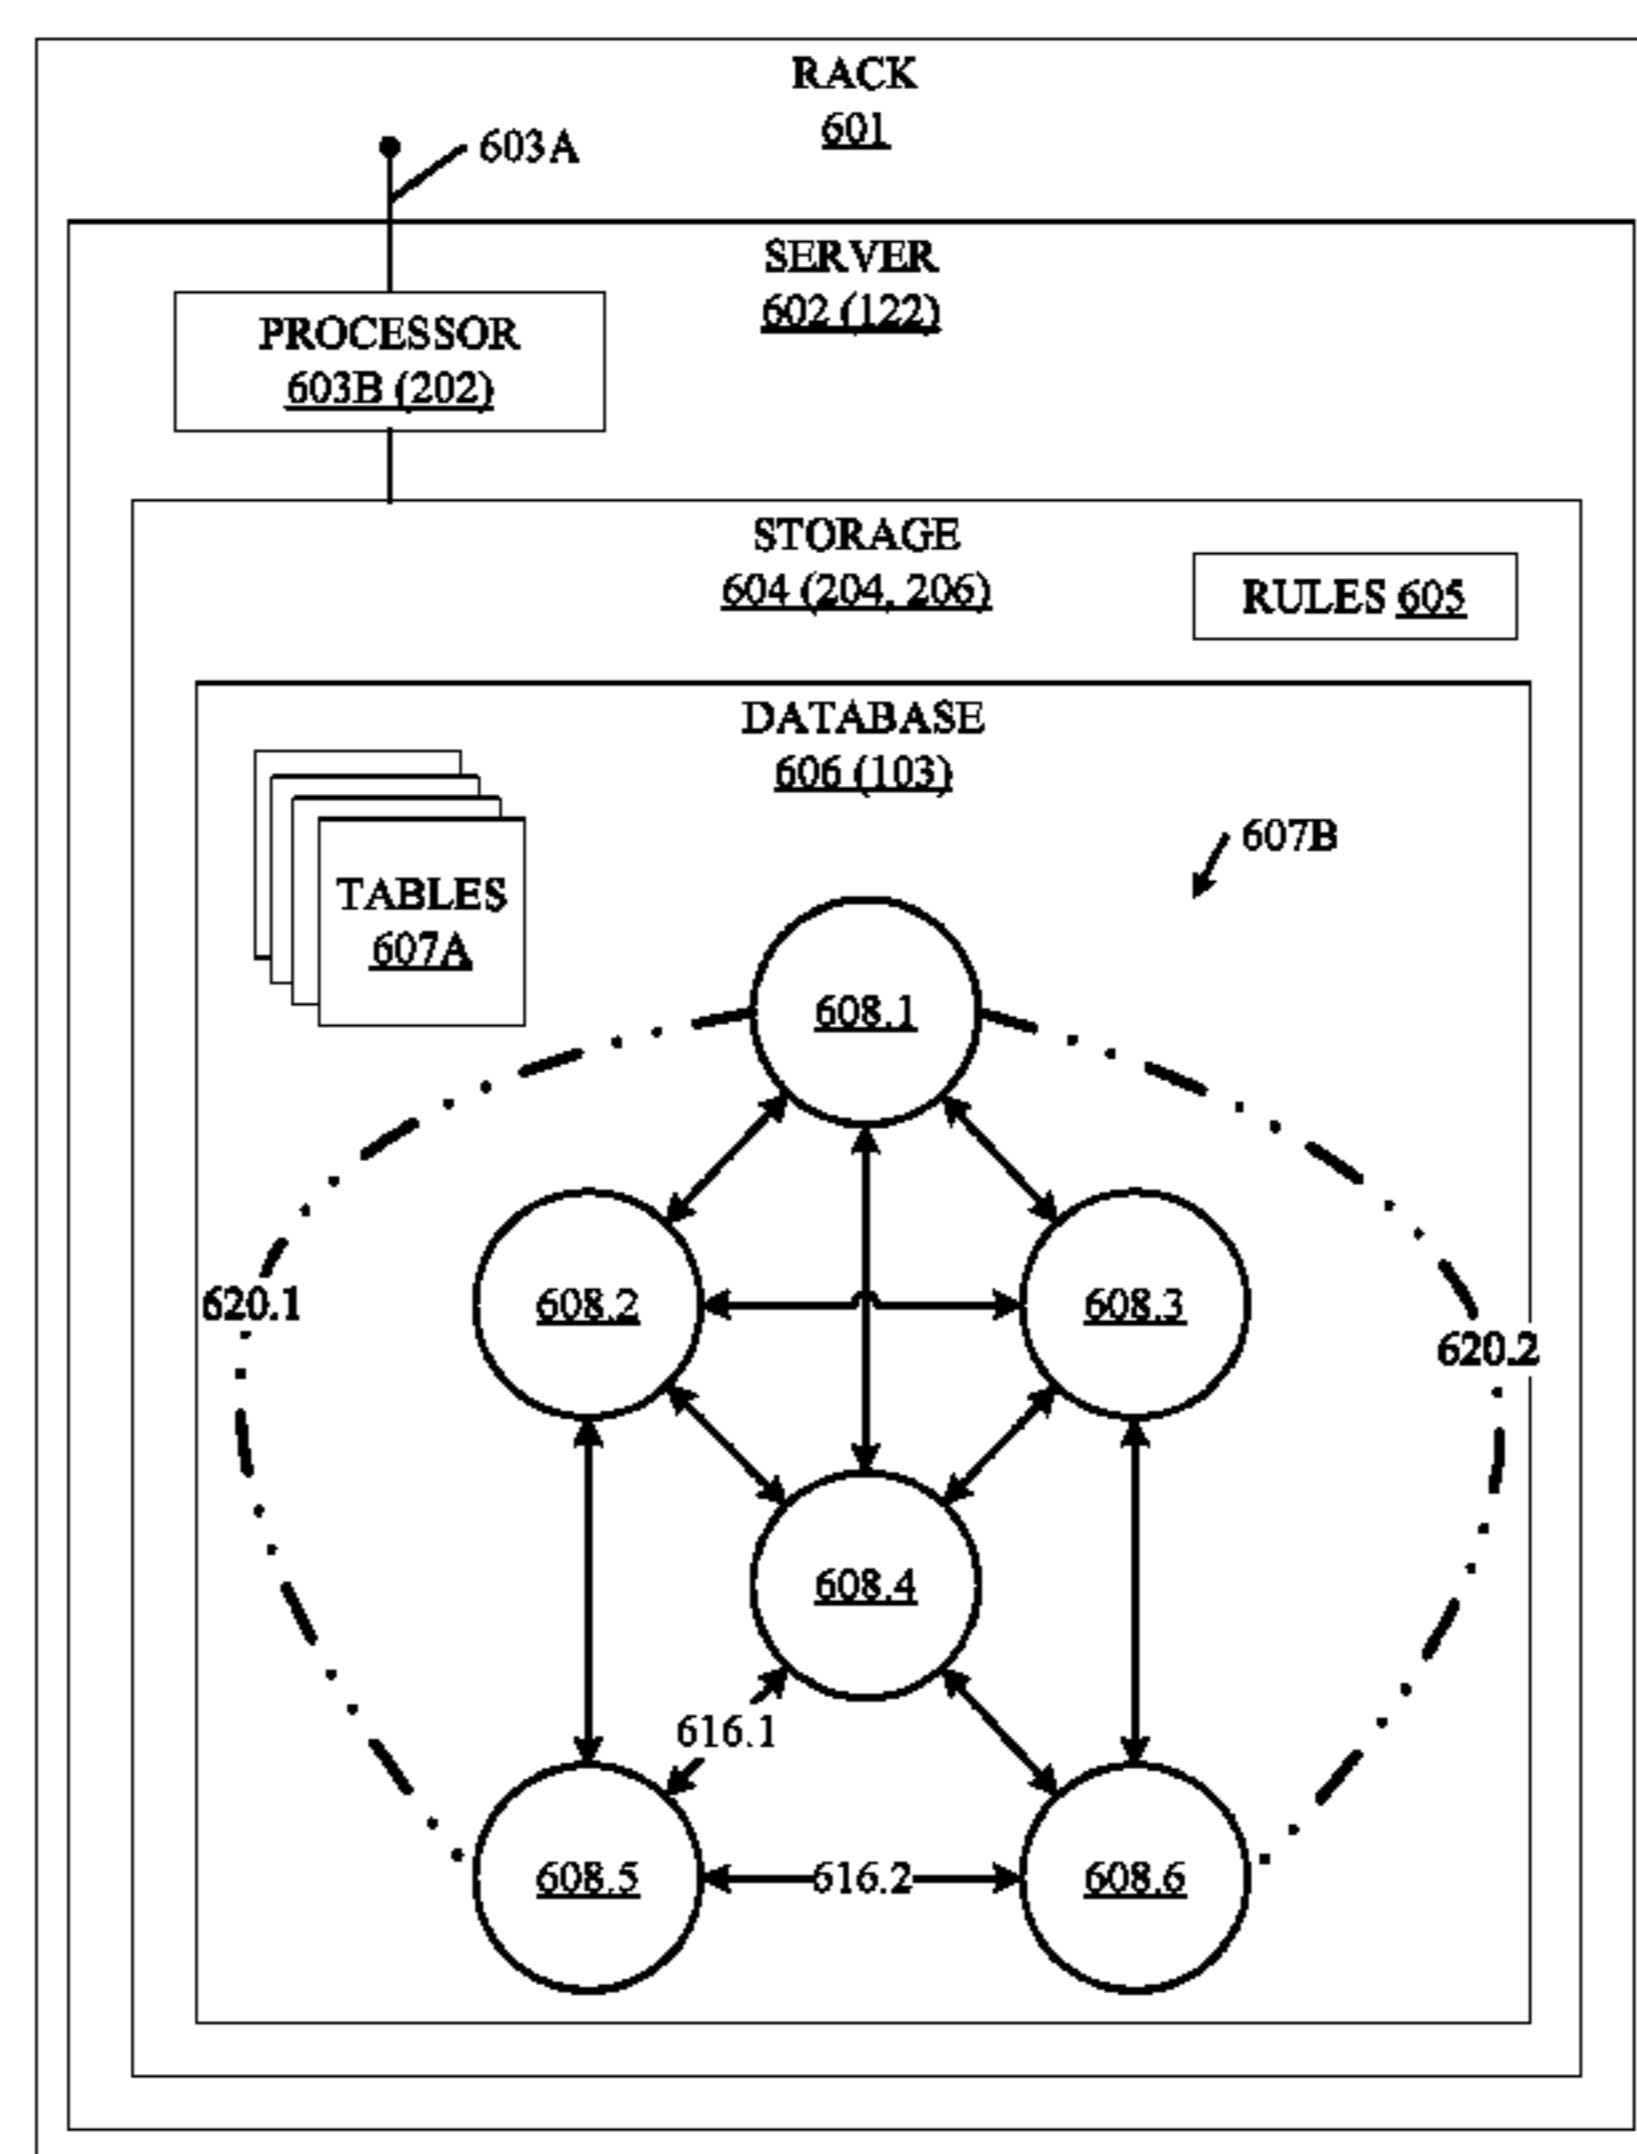 RACK
601
603A
SERVER
602 (122)
PROCESSOR
603B (202)
STORAGE
604 (204, 206)
RULES 605
DATABASE
606 (103)
607B
TABLES
607A
608.1
620.1
608.2
608.3
620.2
608.4
616.1
608.5
616.2
608.6